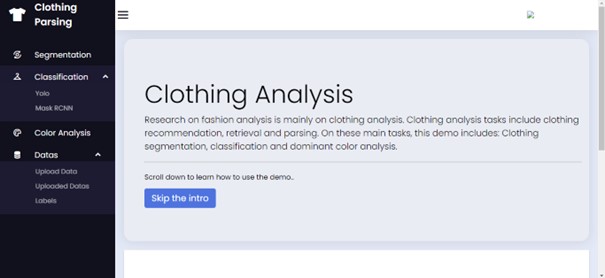 Clothing
Parsing
Segmentation
Classification
Yolo
Mask RCNN
Color Analysis
Datas
Upload Data
Uploaded Datas
Labels
Clothing Analysis
Research on fashion analysis is mainly on clothing analysis. Clothing analysis tasks include clothing
recommendation, retrieval and parsing. On these main tasks, this demo includes: Clothing
segmentation, classification and dominant color analysis.
Scroll down to learn how to use the demo..
Skip the intro